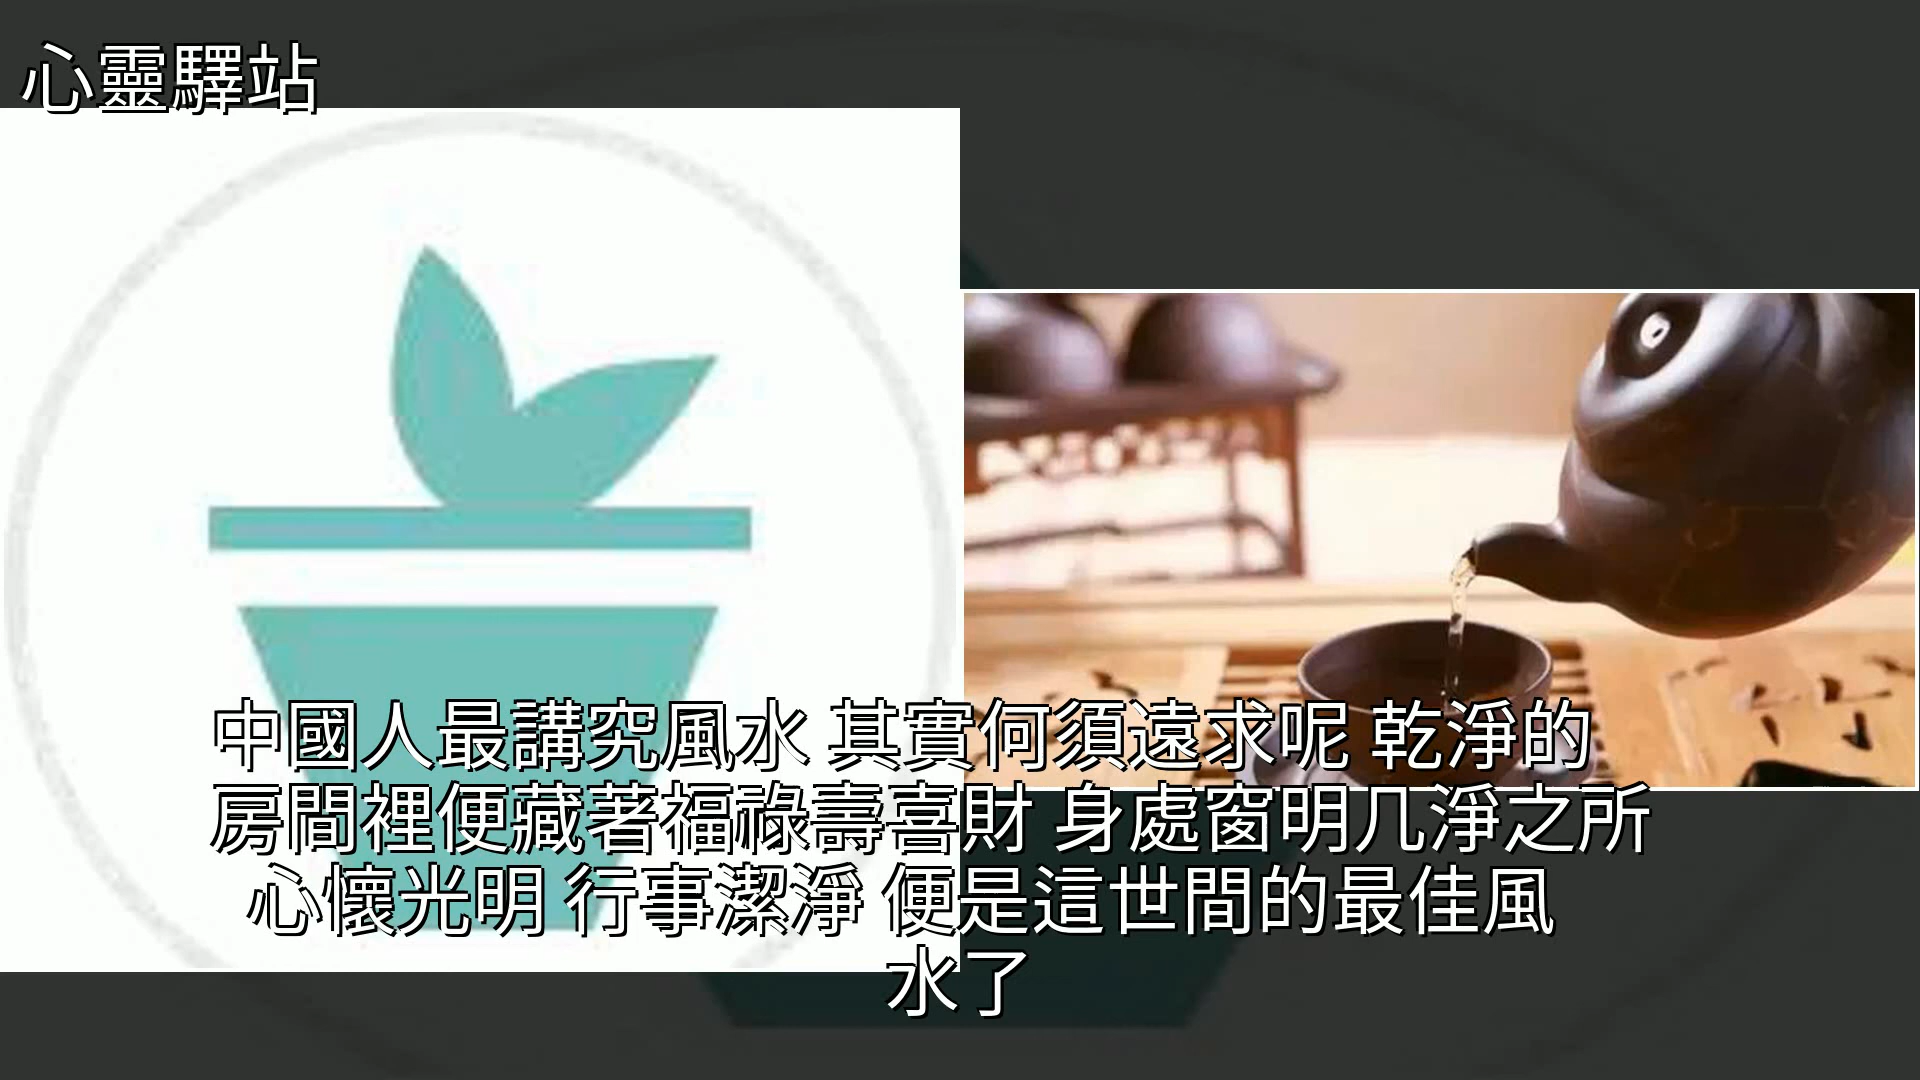 心靈驛站
中國人最講究風水 其實何須遠求呢 乾淨的
房間裡便藏著福祿壽喜財 身處窗明几淨之所
心懷光明 行事潔淨 便是這世間的最佳風
水了